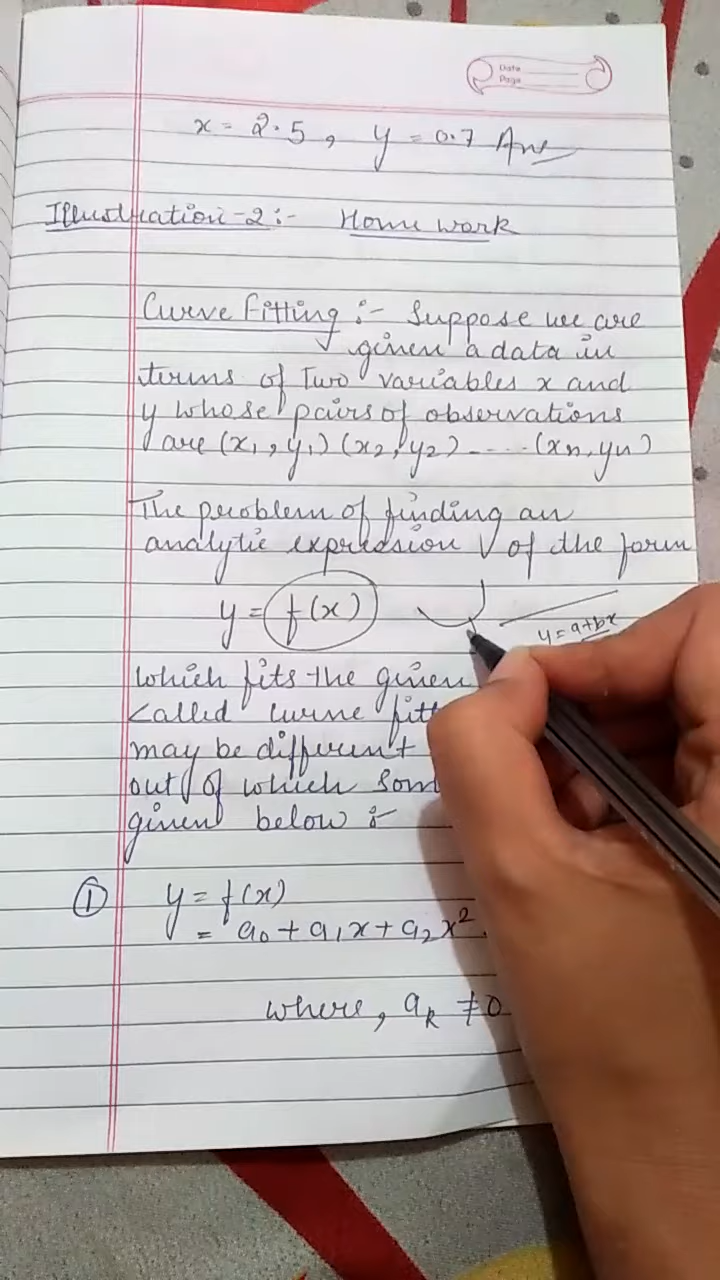 Date
Page
x = 2.5, y = 0.7 Ans
Illustration-2:- Home work
Curve Fitting :- Suppose we are
given a data in
terms of Two variables x and
y whose pairs of observations
are (x₁, y₁) (x₂, y₂) - - - - - (xn, yn)
The problem of finding an
analytic expression of the form
y = f(x)
y = a+bx
which fits the given
called curve fitt
may be different
out of which som
given below :-
① y = f(x)
= a₀ + a₁x + a₂x²
where, aₖ ≠ 0